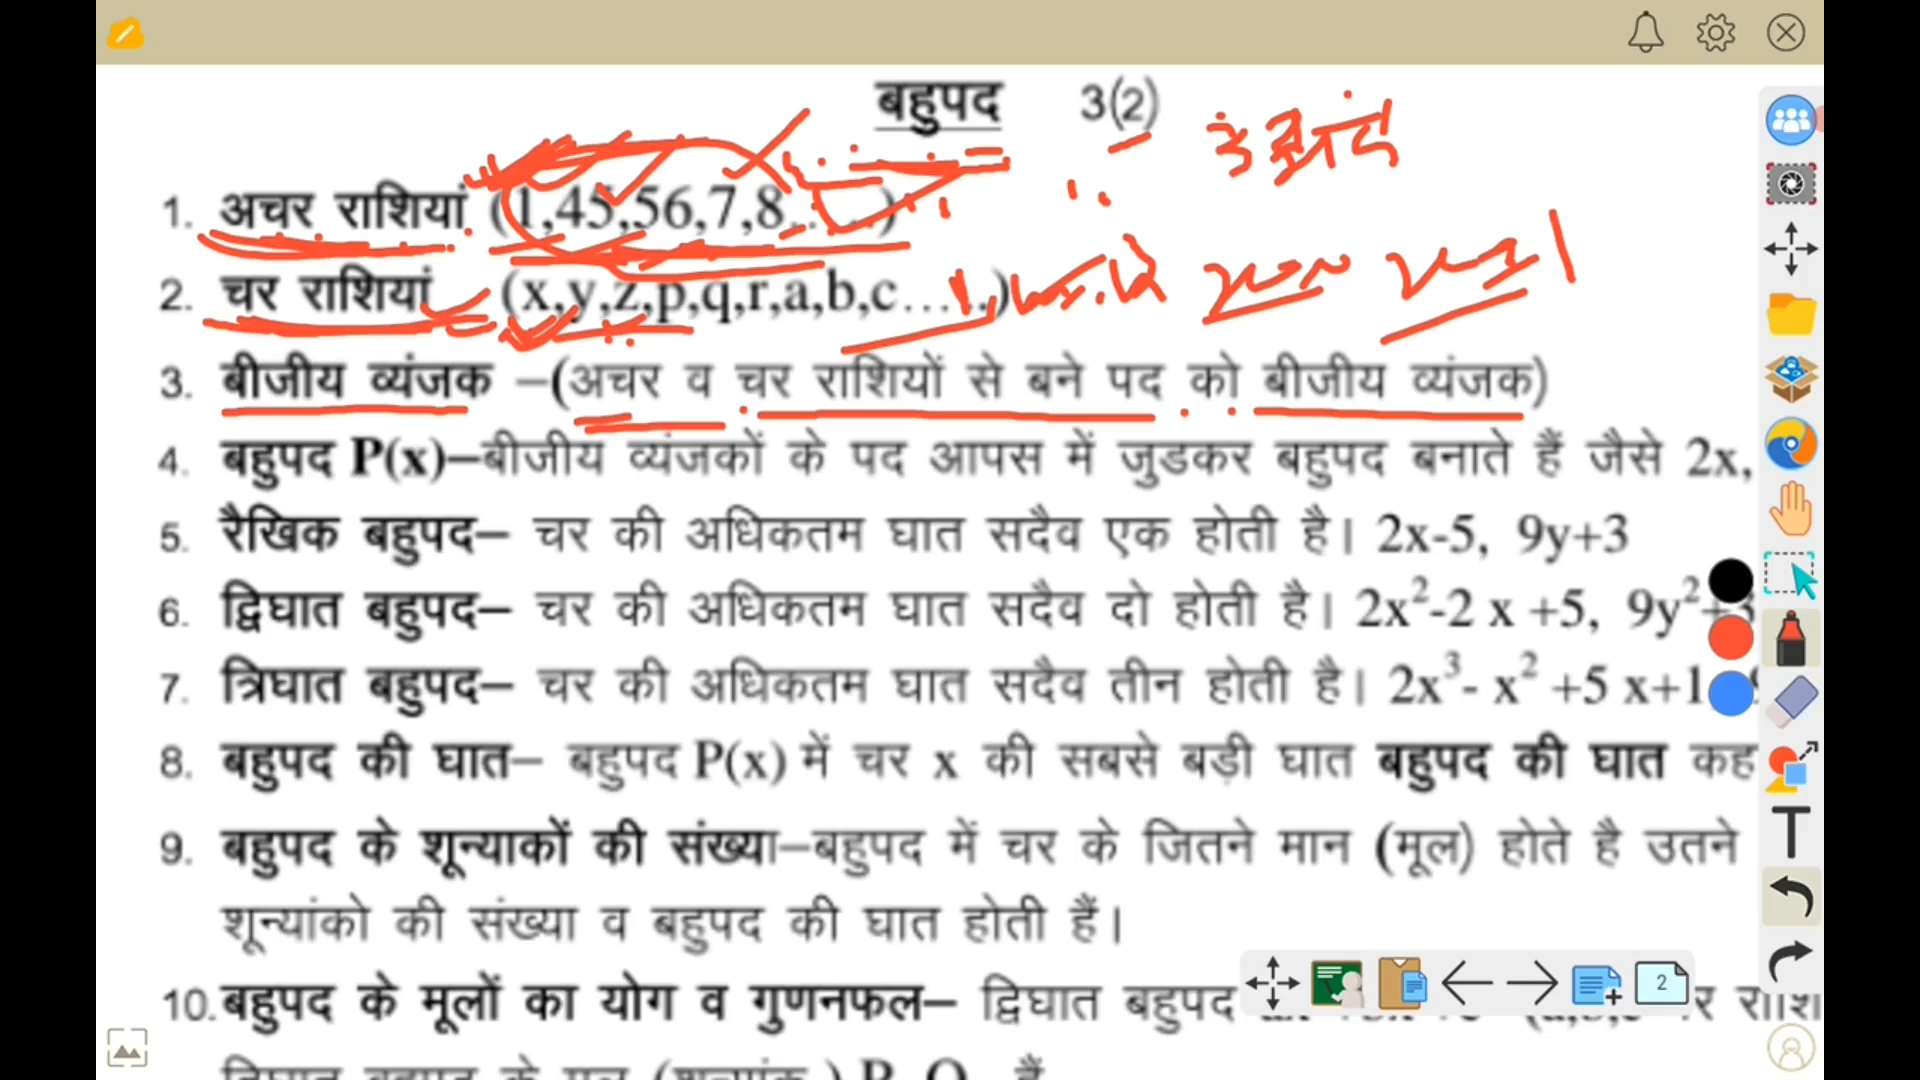 बहुपद 3(2)
1. अचर राशियां (1,45,56,7,8.......)
2. चर राशियां (x,y,z,p,q,r,a,b,c......)
3. बीजीय व्यंजक –(अचर व चर राशियों से बने पद को बीजीय व्यंजक)
4. बहुपद P(x)–बीजीय व्यंजकों के पद आपस में जुडकर बहुपद बनाते हैं जैसे 2x,
5. रैखिक बहुपद– चर की अधिकतम घात सदैव एक होती है। 2x-5, 9y+3
6. द्विघात बहुपद– चर की अधिकतम घात सदैव दो होती है। 2x²-2 x +5, 9y²+3
7. त्रिघात बहुपद– चर की अधिकतम घात सदैव तीन होती है। 2x³- x² +5 x+1
8. बहुपद की घात– बहुपद P(x) में चर x की सबसे बड़ी घात बहुपद की घात कह
9. बहुपद के शून्याकों की संख्या–बहुपद में चर के जितने मान (मूल) होते है उतने
शून्यांको की संख्या व बहुपद की घात होती हैं।
10. बहुपद के मूलों का योग व गुणनफल– द्विघात बहुपद
2